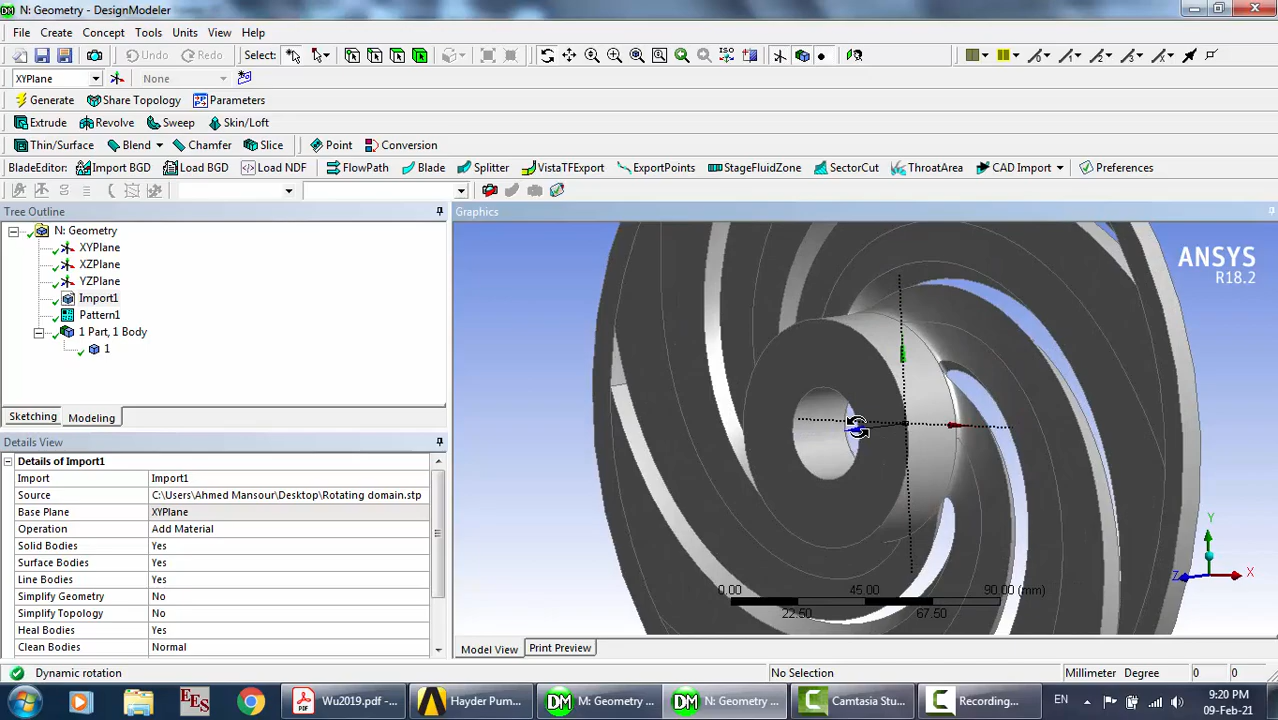 N: Geometry - DesignModeler
File Create Concept Tools Units View Help
Undo Redo Select: ISO
XYPlane None
Generate Share Topology Parameters
Extrude Revolve Sweep Skin/Loft
Thin/Surface Blend Chamfer Slice Point Conversion
BladeEditor: Import BGD Load BGD Load NDF FlowPath Blade Splitter VistaTFExport ExportPoints StageFluidZone SectorCut ThroatArea CAD Import Preferences
Tree Outline
N: Geometry
XYPlane
XZPlane
YZPlane
Import1
Pattern1
1 Part, 1 Body
1
Sketching Modeling
Details View
Details of Import1
Import Import1
Source C:\Users\Ahmed Mansour\Desktop\Rotating domain.stp
Base Plane XYPlane
Operation Add Material
Solid Bodies Yes
Surface Bodies Yes
Line Bodies Yes
Simplify Geometry No
Simplify Topology No
Heal Bodies Yes
Clean Bodies Normal
Graphics
ANSYS
R18.2
Y
Z X
0.00 45.00 90.00 (mm)
22.50 67.50
Model View Print Preview
Dynamic rotation No Selection Millimeter Degree 0 0
EES Wu2019.pdf - ... Hayder Pum... M: Geometry ... N: Geometry ... Camtasia Stu... Recording... EN 9:20 PM
09-Feb-21